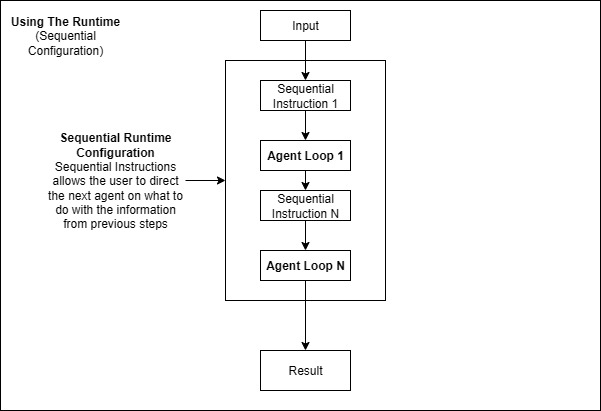 Using The Runtime
(Sequential
Configuration)
Input
Sequential
Instruction 1
Agent Loop 1
Sequential Runtime
Configuration
Sequential Instructions
allows the user to direct
the next agent on what to
do with the information
from previous steps
Sequential
Instruction N
Agent Loop N
Result